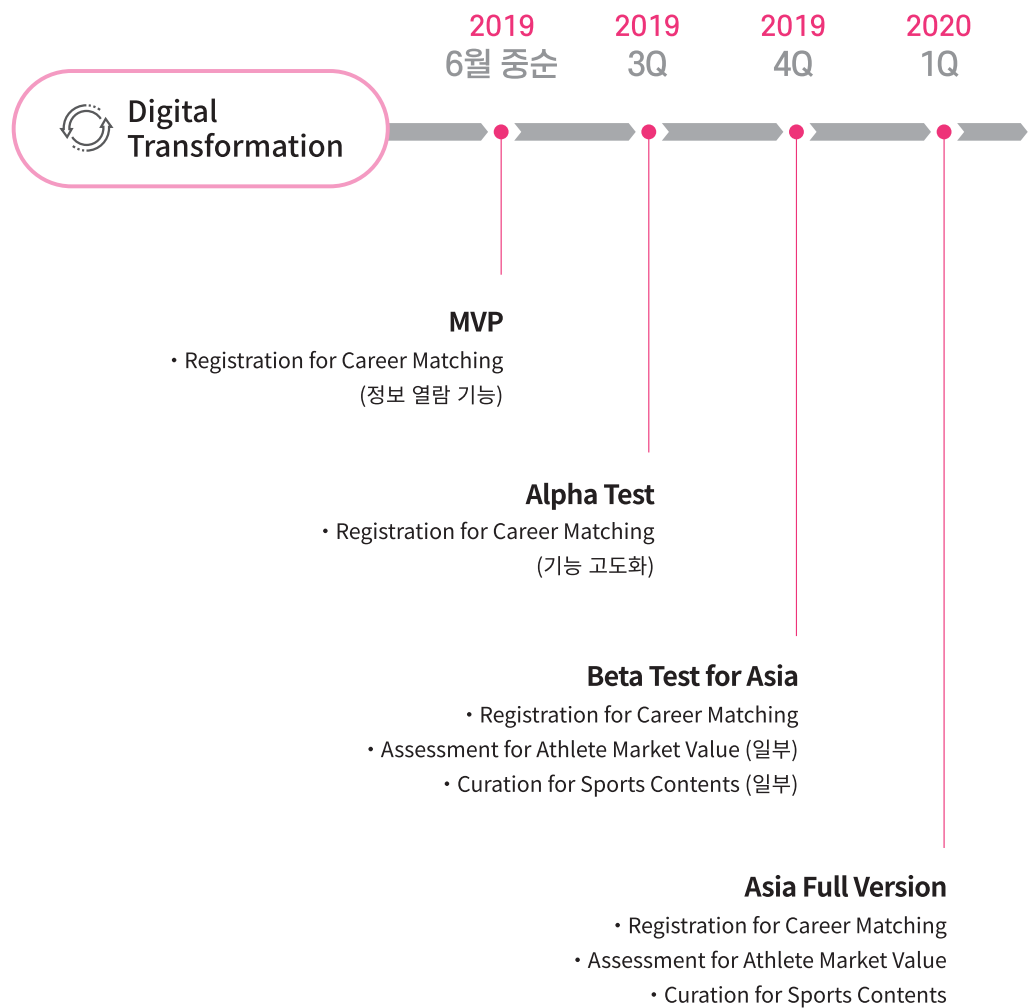 2019 2019 2019 2020
6월 중순 3Q 4Q 1Q
Digital
Transformation
MVP
• Registration for Career Matching
(정보 열람 기능)
Alpha Test
• Registration for Career Matching
(기능 고도화)
Beta Test for Asia
• Registration for Career Matching
• Assessment for Athlete Market Value (일부)
• Curation for Sports Contents (일부)
Asia Full Version
• Registration for Career Matching
• Assessment for Athlete Market Value
• Curation for Sports Contents